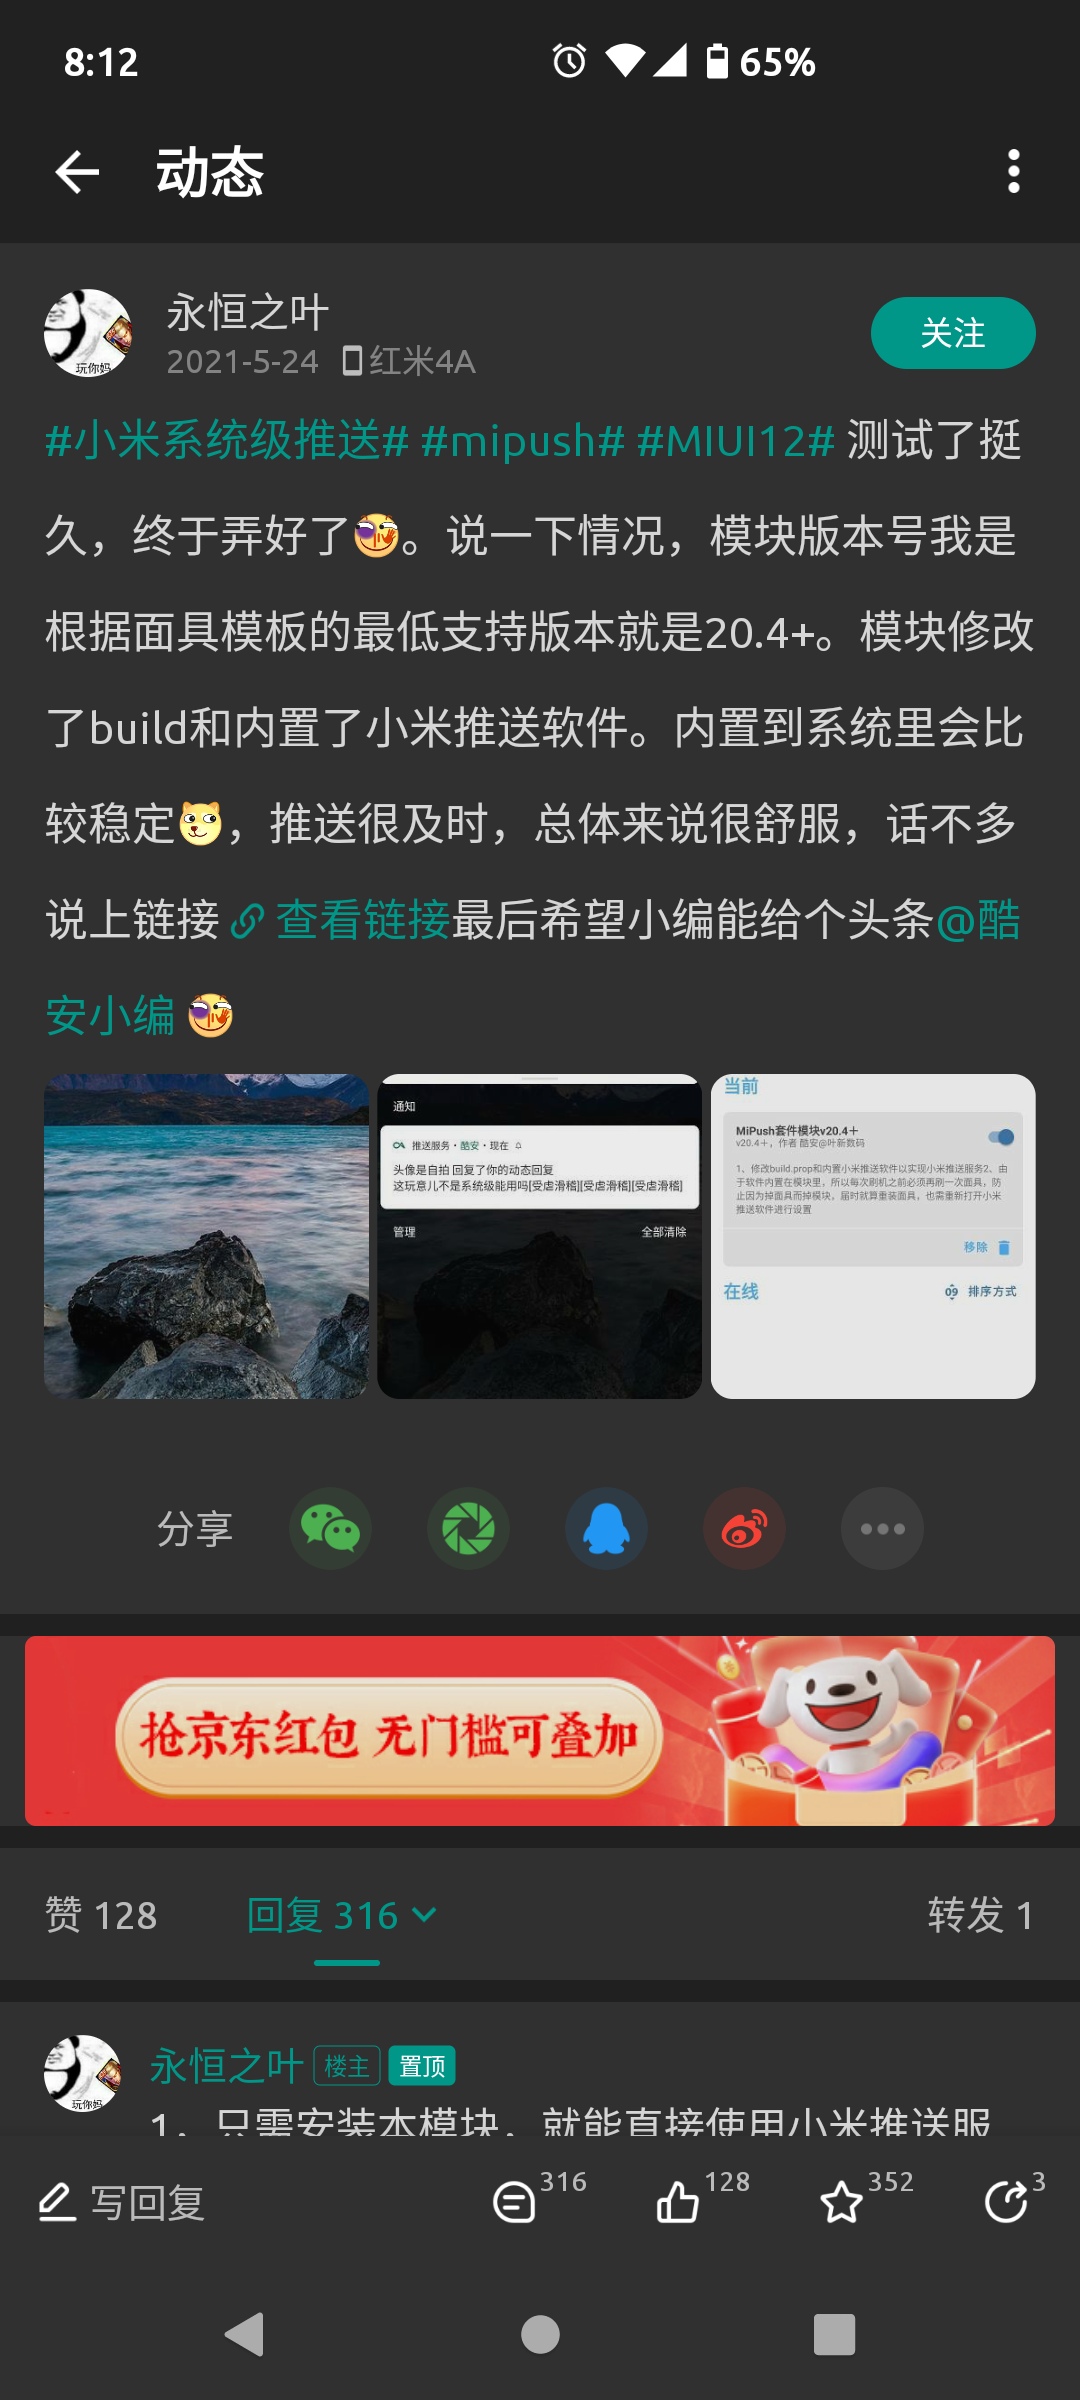 8:12
65%
动态
永恒之叶
2021-5-24 红米4A
关注
#小米系统级推送# #mipush# #MIUI12# 测试了挺
久，终于弄好了。说一下情况，模块版本号我是
根据面具模板的最低支持版本就是20.4+。模块修改
了build和内置了小米推送软件。内置到系统里会比
较稳定，推送很及时，总体来说很舒服，话不多
说上链接 查看链接最后希望小编能给个头条@酷
安小编
通知
推送服务·酷安·现在
头像是自拍 回复了你的动态回复
这玩意儿不是系统级能用吗[受虐滑稽][受虐滑稽][受虐滑稽]
管理 全部清除
当前
MiPush套件模块v20.4+
v20.4+，作者 酷安@叶新数码
1、修改build.prop和内置小米推送软件以实现小米推送服务2、由
于软件内置在模块里，所以每次刷机之前必须再刷一次面具，防
止因为掉面具而掉模块，届时就算重装面具，也需重新打开小米
推送软件进行设置
移除
在线 排序方式
分享
抢京东红包 无门槛可叠加
赞 128 回复 316 转发 1
玩你妈
永恒之叶 楼主 置顶
1，只需安装本模块，就能直接使用小米推送服
写回复 316 128 352 3